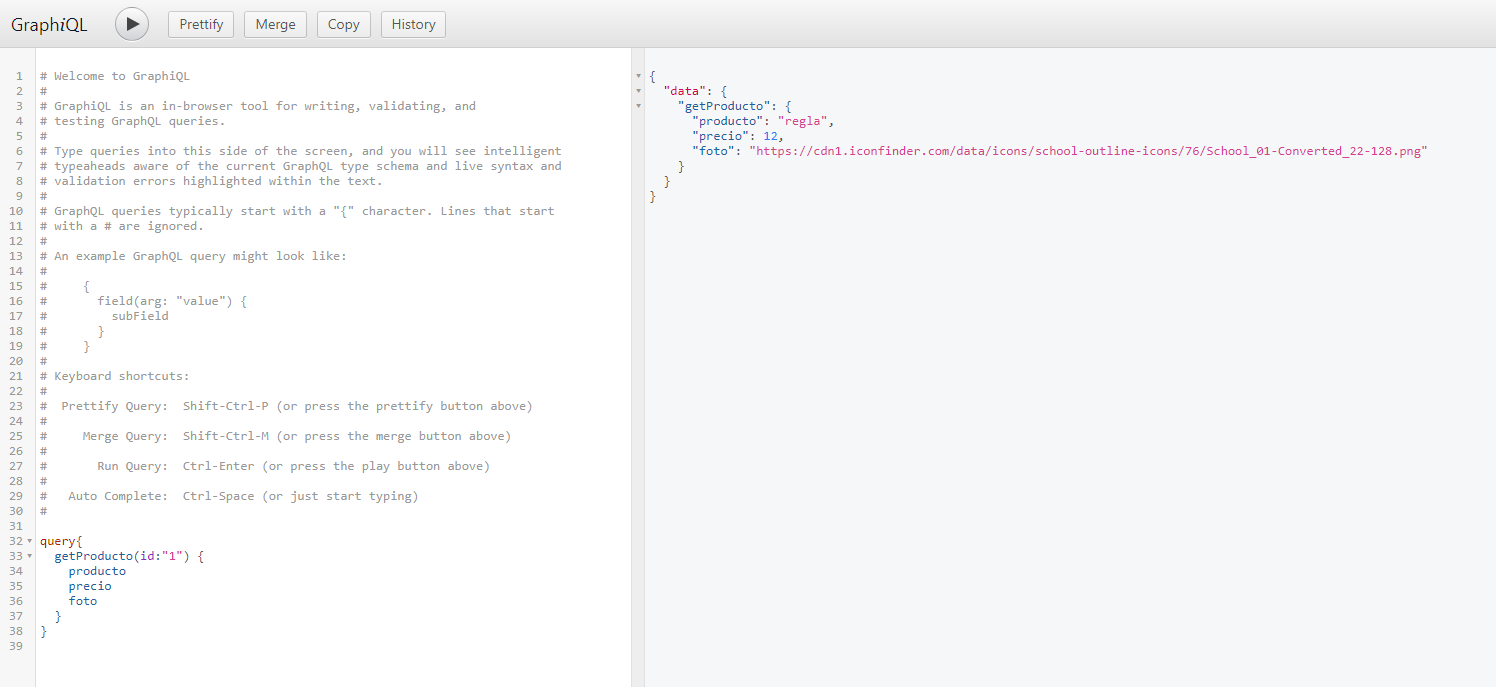 GraphiQL
Prettify
Merge
Copy
History
1 # Welcome to GraphiQL
2 #
3 # GraphiQL is an in-browser tool for writing, validating, and
4 # testing GraphQL queries.
5 #
6 # Type queries into this side of the screen, and you will see intelligent
7 # typeaheads aware of the current GraphQL type schema and live syntax and
8 # validation errors highlighted within the text.
9 #
10 # GraphQL queries typically start with a "{" character. Lines that start
11 # with a # are ignored.
12 #
13 # An example GraphQL query might look like:
14 #
15 #     {
16 #       field(arg: "value") {
17 #         subField
18 #       }
19 #     }
20 #
21 # Keyboard shortcuts:
22 #
23 #  Prettify Query:  Shift-Ctrl-P (or press the prettify button above)
24 #
25 #     Merge Query:  Shift-Ctrl-M (or press the merge button above)
26 #
27 #       Run Query:  Ctrl-Enter (or press the play button above)
28 #
29 #   Auto Complete:  Ctrl-Space (or just start typing)
30 #
31
32 query{
33   getProducto(id:"1") {
34     producto
35     precio
36     foto
37   }
38 }
39
{
  "data": {
    "getProducto": {
      "producto": "regla",
      "precio": 12,
      "foto": "https://cdn1.iconfinder.com/data/icons/school-outline-icons/76/School_01-Converted_22-128.png"
    }
  }
}